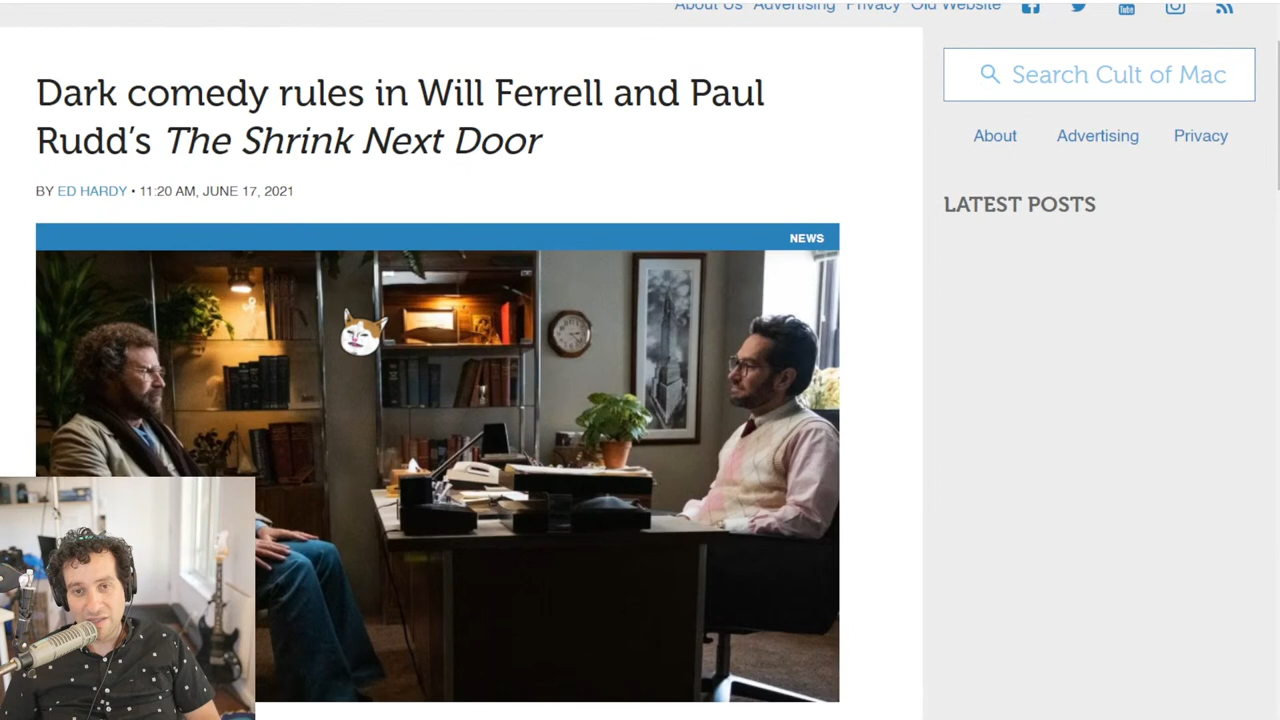 About Us Advertising Privacy Old Website
Dark comedy rules in Will Ferrell and Paul
Rudd's The Shrink Next Door
BY ED HARDY • 11:20 AM, JUNE 17, 2021
NEWS
Search Cult of Mac
About Advertising Privacy
LATEST POSTS